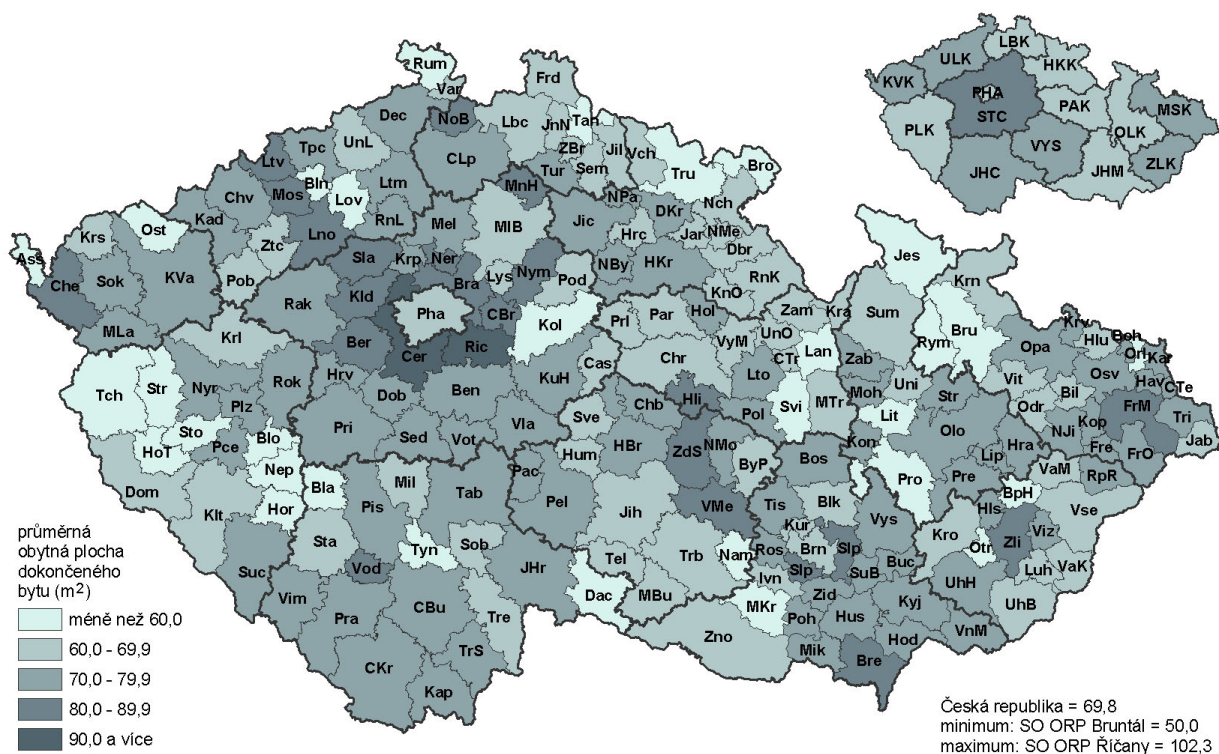 Rum
Frd
Var
Dec
NoB
Lbc
JnN
Tan
UnL
Tpc
Ltv
CLp
ZBr
Jil
Vch
Sem
Tru
Bro
Bln
Mos
Chv
Lov
Ltm
Tur
MnH
NPa
Nch
Kad
RnL
Mel
MlB
Jic
DKr
Ost
Krs
Ztc
Lno
Hrc
Jar
NMe
Dbr
Ass
Che
Sok
KVa
Pob
Sla
Krp
Ner
Lys
Nym
Pod
NBy
HKr
RnK
Rak
Kld
Bra
KnO
MLa
Pha
CBr
Kol
Prl
Par
Hol
Zam
Kra
Krl
Ber
Cer
Ric
VyM
UnO
Chr
CTr
Lan
Tch
Str
Nyr
Rok
Hrv
Dob
Ben
KuH
Cas
Lto
Plz
Sto
Pce
Blo
HoT
Nep
Pri
Sed
Vot
Vla
Sve
Chb
Hli
Pol
Svi
MTr
Dom
Klt
Hor
Bla
Mil
Tab
Pac
Pel
Hum
HBr
ZdS
NMo
ByP
Bos
Pis
Sta
Tyn
Sob
Jih
VMe
Tis
Blk
Suc
Vod
JHr
Tel
Trb
Nam
Kur
Brn
Slp
Vys
Vim
Pra
CBu
Tre
Dac
MBu
Ros
Slp
Ivn
SuB
Buc
CKr
TrS
Kap
Zno
MKr
Poh
Zid
Hus
Kyj
Mik
Bre
Hod
VnM
Jes
Krn
Sum
Rym
Bru
Zab
Uni
Moh
Lit
Str
Kon
Olo
Pro
Pre
Lip
Hra
Opa
Krv
Hlu
Boh
Orl
Kar
Vit
Bil
Osv
Hav
CTe
Odr
Kop
FrM
Tri
NJi
Fre
FrO
Jab
VaM
RpR
BpH
Hls
Vse
Kro
Otr
Zli
Viz
UhH
Luh
VaK
UhB
LBK
ULK
HKK
KVK
PHA
STC
PAK
MSK
PLK
OLK
VYS
JHC
JHM
ZLK
průměrná
obytná plocha
dokončeného
bytu (m²)
méně než 60,0
60,0 - 69,9
70,0 - 79,9
80,0 - 89,9
90,0 a více
Česká republika = 69,8
minimum: SO ORP Bruntál = 50,0
maximum: SO ORP Říčany = 102,3